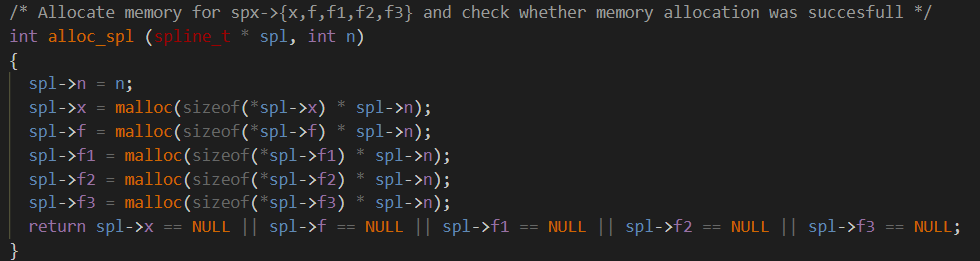 /* Allocate memory for spx->{x,f,f1,f2,f3} and check whether memory allocation was succesfull */
int alloc_spl (spline_t * spl, int n)
{
spl->n = n;
spl->x = malloc(sizeof(*spl->x) * spl->n);
spl->f = malloc(sizeof(*spl->f) * spl->n);
spl->f1 = malloc(sizeof(*spl->f1) * spl->n);
spl->f2 = malloc(sizeof(*spl->f2) * spl->n);
spl->f3 = malloc(sizeof(*spl->f3) * spl->n);
return spl->x == NULL || spl->f == NULL || spl->f1 == NULL || spl->f2 == NULL || spl->f3 == NULL;
}